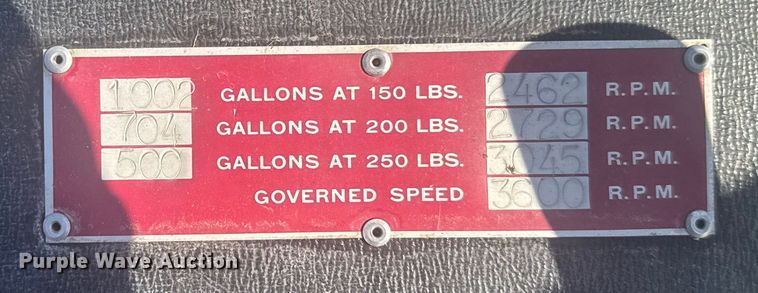 1002 GALLONS AT 150 LBS. 2462 R.P.M.
704 GALLONS AT 200 LBS. 2729 R.P.M.
500 GALLONS AT 250 LBS. 3045 R.P.M.
GOVERNED SPEED 3600 R.P.M.
Purple Wave Auction